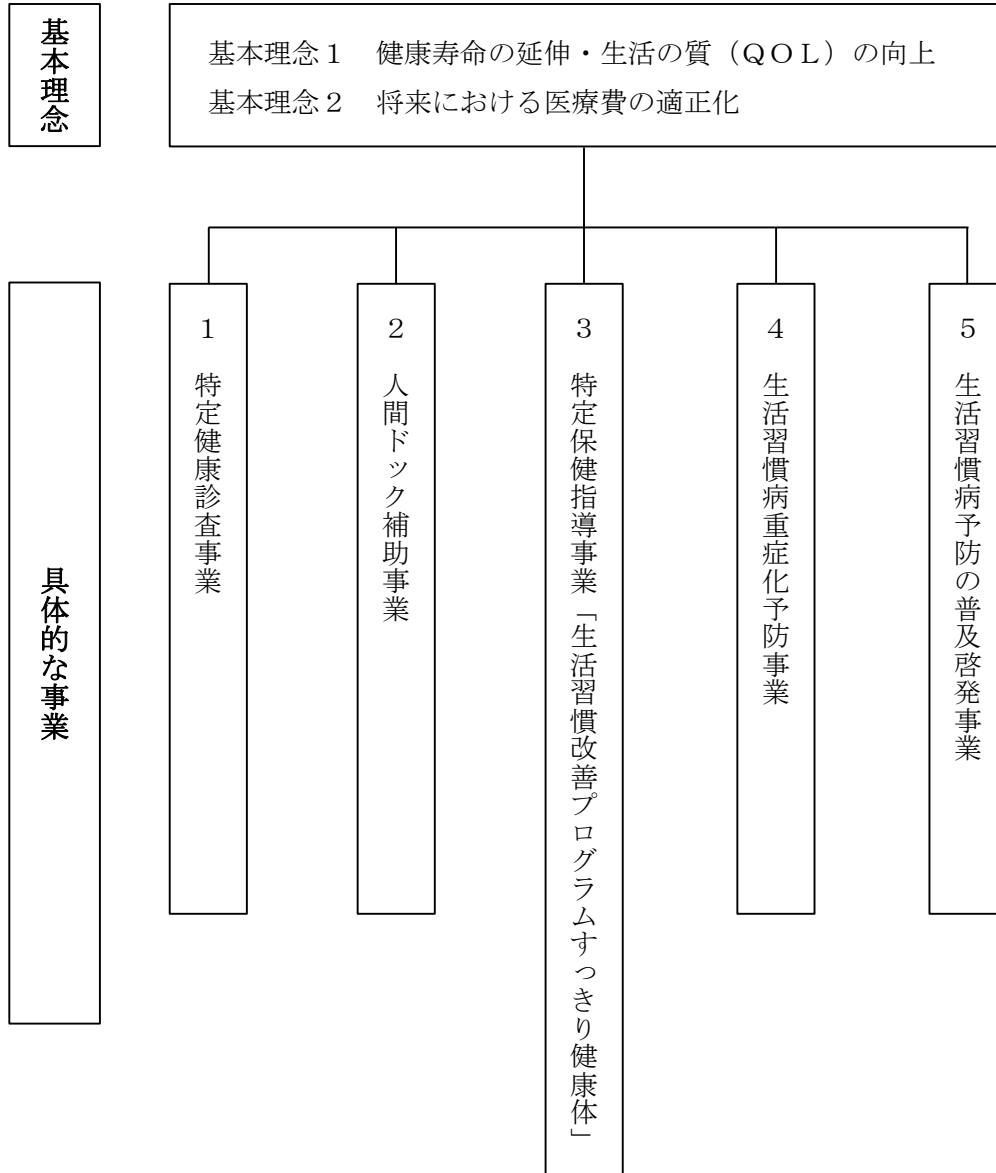 基本理念
基本理念１　健康寿命の延伸・生活の質（ＱＯＬ）の向上
基本理念２　将来における医療費の適正化
具体的な事業
１　特定健康診査事業
２　人間ドック補助事業
３　特定保健指導事業「生活習慣改善プログラムすっきり健康体」
４　生活習慣病重症化予防事業
５　生活習慣病予防の普及啓発事業